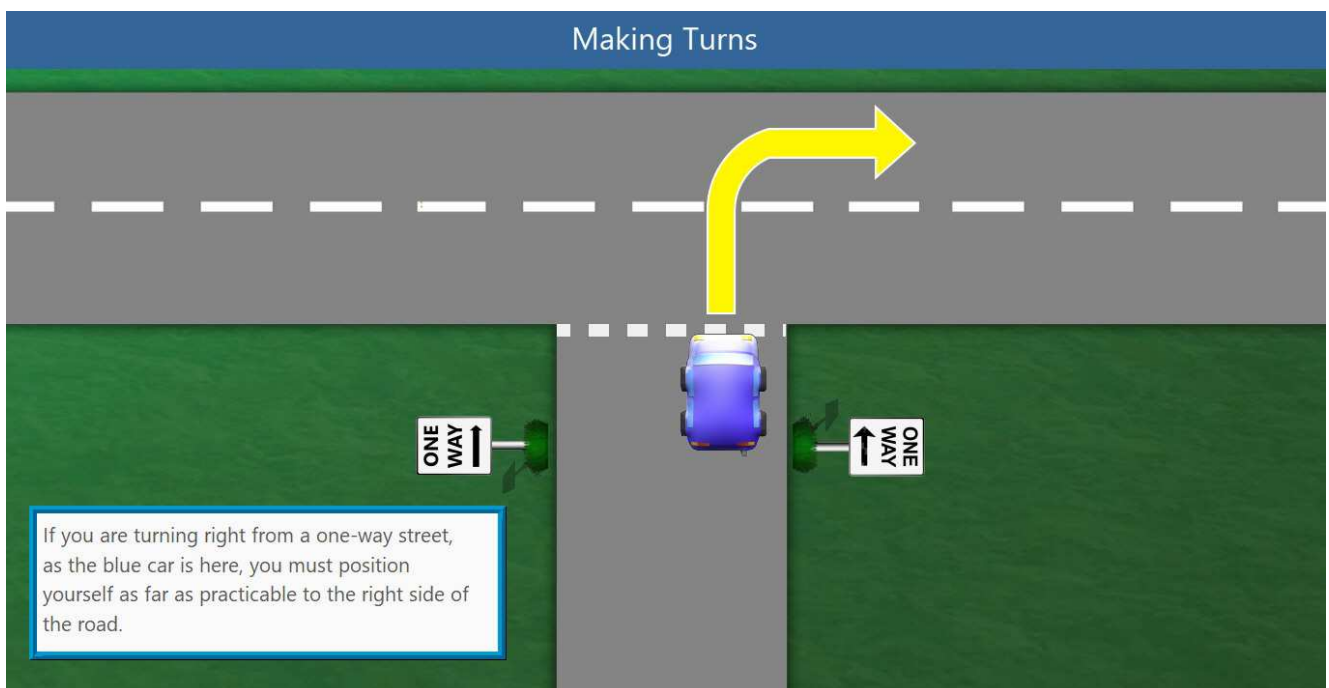 Making Turns
ONE
WAY
ONE
WAY
If you are turning right from a one-way street,
as the blue car is here, you must position
yourself as far as practicable to the right side of
the road.